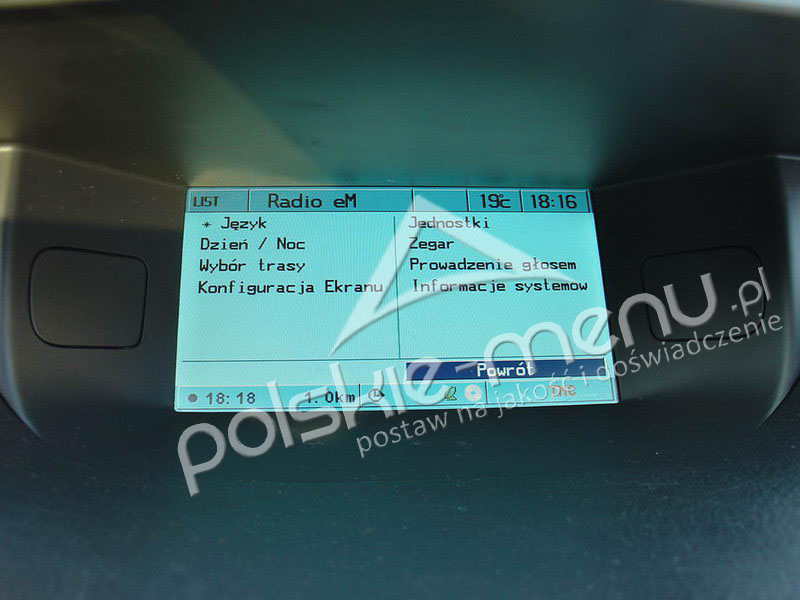 LIST Radio eM 19°C 18:16
* Język Jednostki
Dzień / Noc Zegar
Wybór trasy Prowadzenie głosem
Konfiguracja Ekranu Informacje systemow
Powrót
18:18 1.0km
polskie-menu.pl
postaw na jakość i doświadczenie